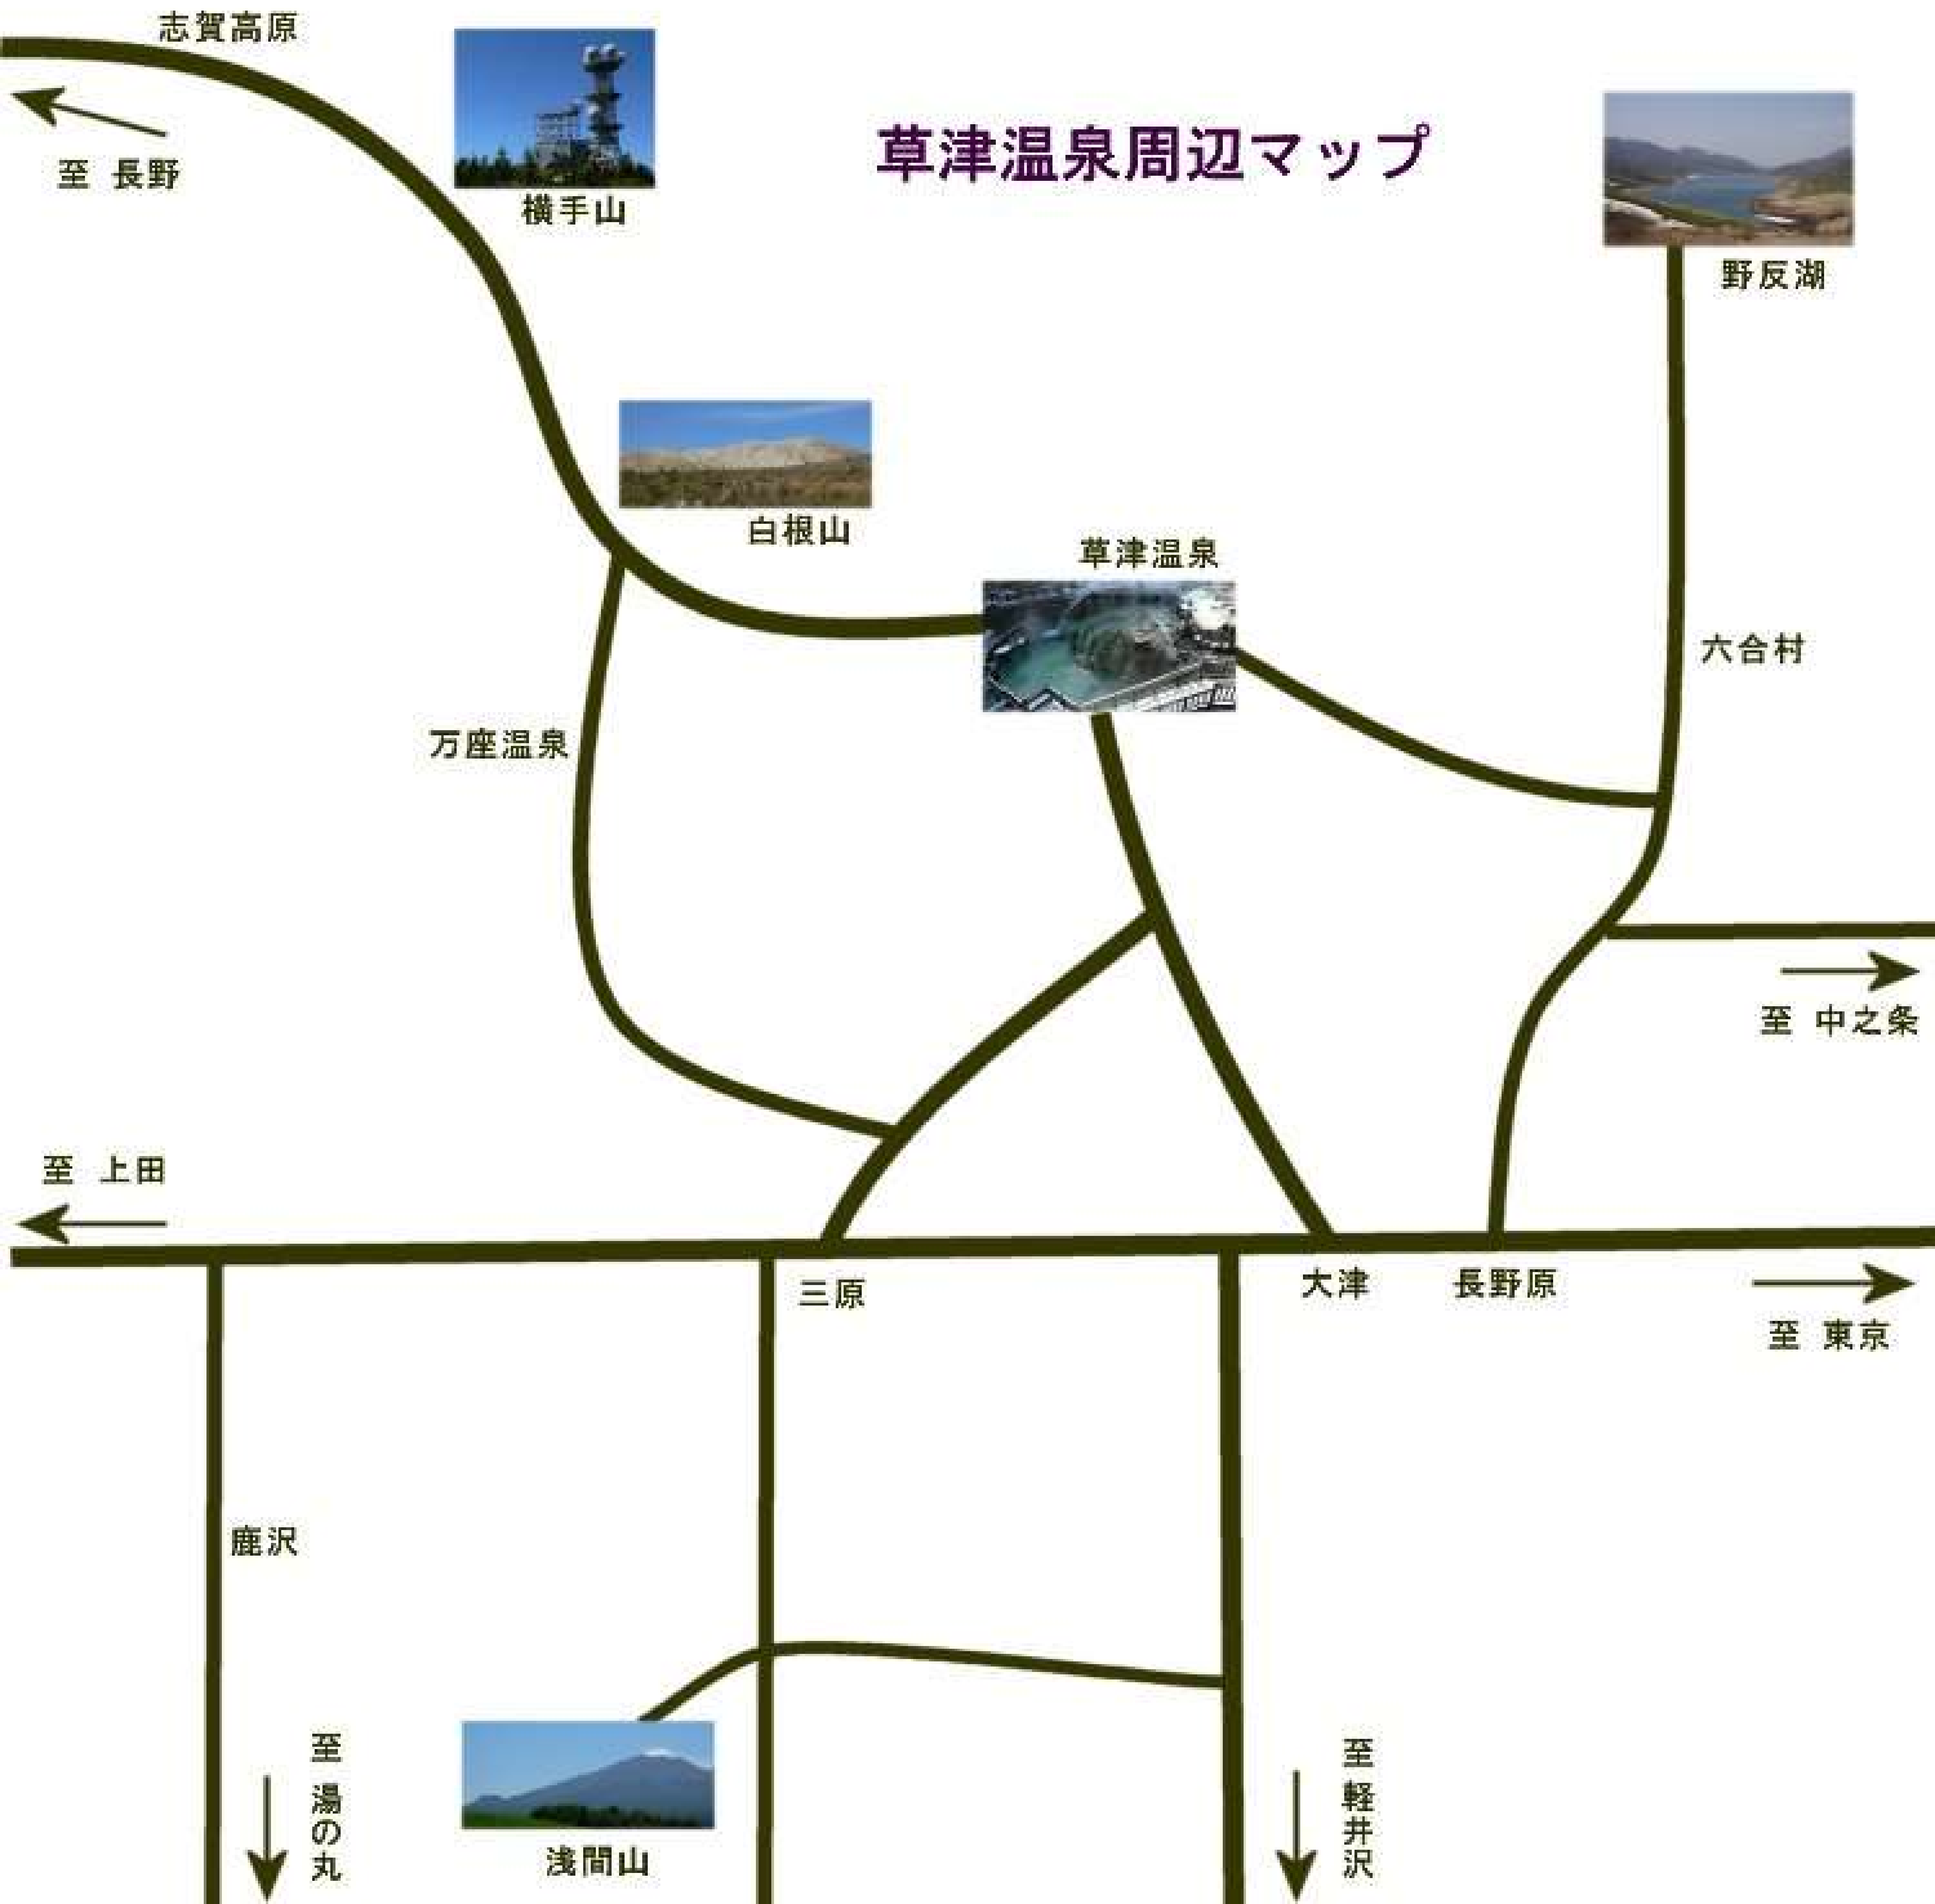 志賀高原
草津温泉周辺マップ
至 長野
横手山
野反湖
白根山
草津温泉
六合村
万座温泉
至 中之条
至 上田
三原
大津
長野原
至 東京
鹿沢
至 湯の丸
至 軽井沢
浅間山